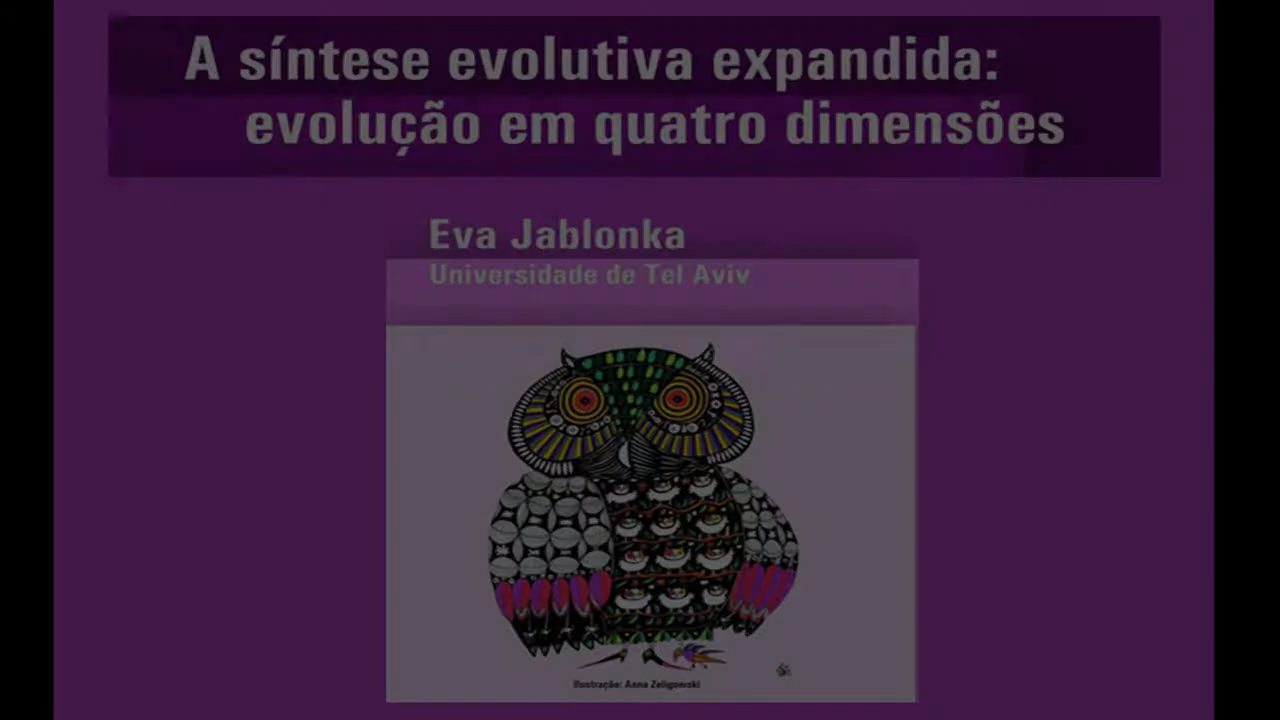 A síntese evolutiva expandida:
evolução em quatro dimensões
Eva Jablonka
Universidade de Tel Aviv
Ilustração: Anna Zeligowski